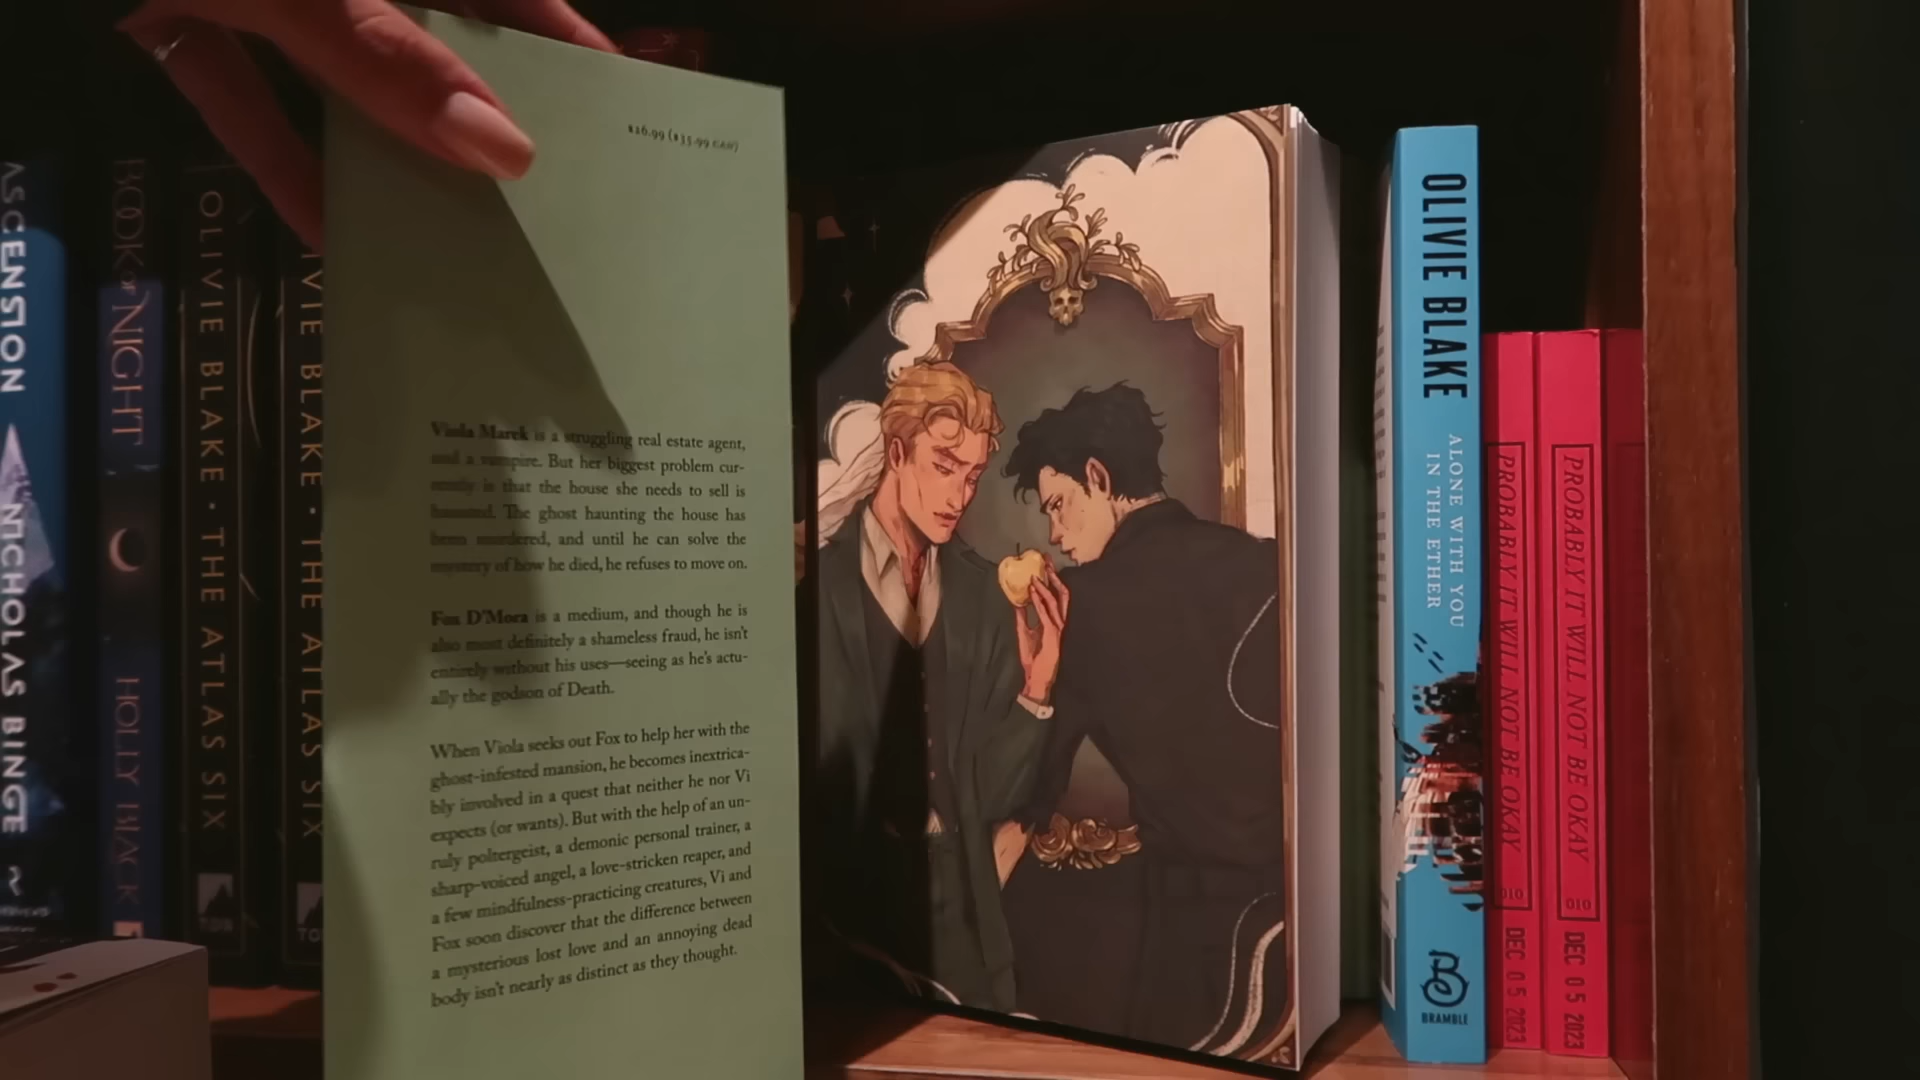 ASCENSION
NICHOLAS BINGE
BOOK OF NIGHT
HOLLY BLACK
OLIVIE BLAKE · THE ATLAS SIX
TOR
IVIE BLAKE · THE ATLAS SIX
TO
$26.99 ($35.99 CAN)
Viola Marek is a struggling real estate agent,
and a vampire. But her biggest problem cur-
rently is that the house she needs to sell is
haunted. The ghost haunting the house has
been murdered, and until he can solve the
mystery of how he died, he refuses to move on.
Fox D'Mora is a medium, and though he is
also most definitely a shameless fraud, he isn't
entirely without his uses—seeing as he's actu-
ally the godson of Death.
When Viola seeks out Fox to help her with the
ghost-infested mansion, he becomes inextrica-
bly involved in a quest that neither he nor Vi
expects (or wants). But with the help of an un-
ruly poltergeist, a demonic personal trainer, a
sharp-voiced angel, a love-stricken reaper, and
a few mindfulness-practicing creatures, Vi and
Fox soon discover that the difference between
a mysterious lost love and an annoying dead
body isn't nearly as distinct as they thought.
OLIVIE BLAKE
ALONE WITH YOU
IN THE ETHER
BRAMBLE
PROBABLY IT WILL NOT BE OKAY
010
DEC 05 2023
PROBABLY IT WILL NOT BE OKAY
010
DEC 05 2023